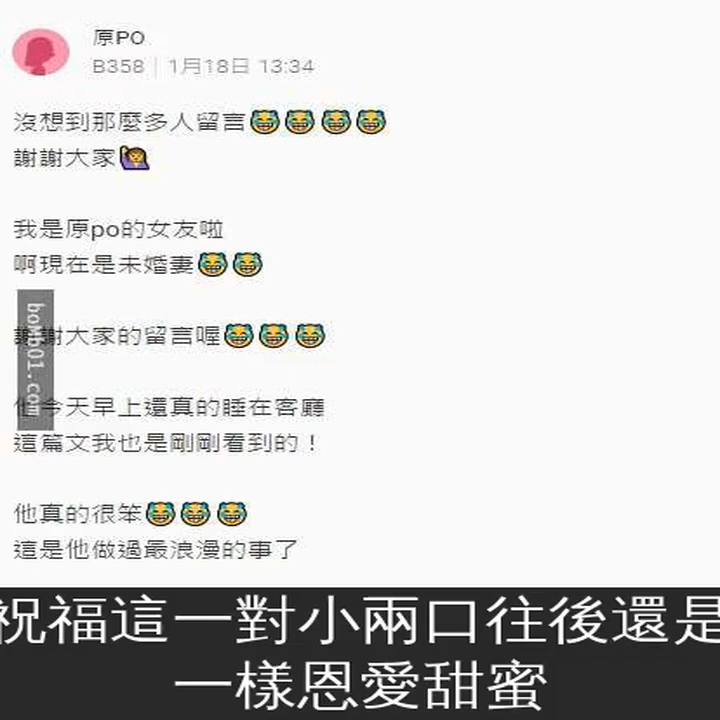 原PO
B358 | 1月18日 13:34
沒想到那麼多人留言😂😂😂😂
謝謝大家🙋
我是原po的女友啦
啊現在是未婚妻😂😂
謝謝大家的留言喔😂😂😂
他今天早上還真的睡在客廳
這篇文我也是剛剛看到的！
他真的很笨😂😂😂
這是他做過最浪漫的事了
boMb01.com
祝福這一對小兩口往後還是
一樣恩愛甜蜜